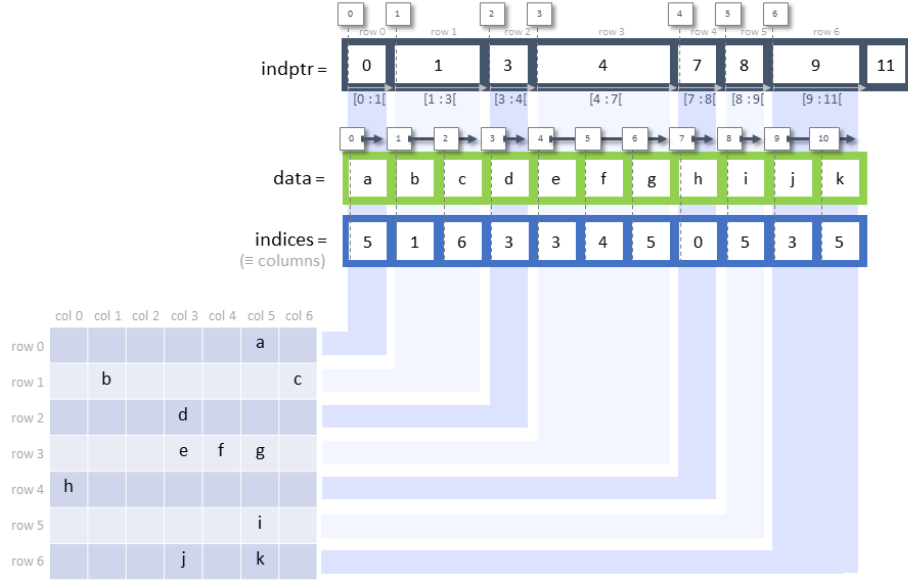 0 1 2 3 4 5 6
row 0 row 1 row 2 row 3 row 4 row 5 row 6
indptr = 0 1 3 4 7 8 9 11
[0 : 1[ [1 : 3[ [3 : 4[ [4 : 7[ [7 : 8[ [8 : 9[ [9 : 11[
0 1 2 3 4 5 6 7 8 9 10
data = a b c d e f g h i j k
indices = 5 1 6 3 3 4 5 0 5 3 5
(≡ columns)
col 0 col 1 col 2 col 3 col 4 col 5 col 6
row 0 a
row 1 b c
row 2 d
row 3 e f g
row 4 h
row 5 i
row 6 j k